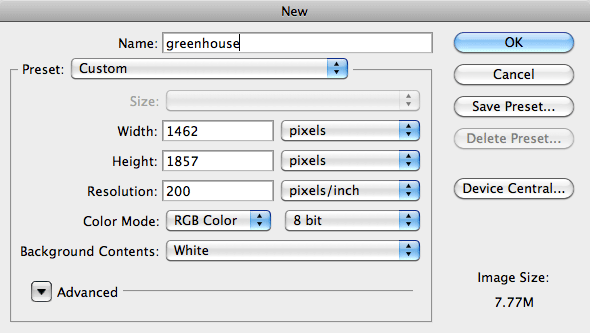 New
Name: greenhouse
OK
Preset: Custom
Cancel
Size:
Save Preset...
Width: 1462 pixels
Delete Preset...
Height: 1857 pixels
Resolution: 200 pixels/inch
Device Central...
Color Mode: RGB Color 8 bit
Background Contents: White
Image Size:
Advanced
7.77M